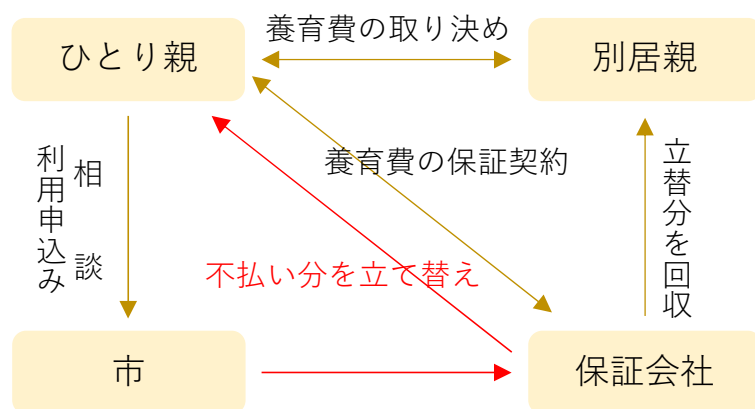 養育費の取り決め
ひとり親
別居親
養育費の保証契約
相談
利用申込み
立替分を回収
不払い分を立て替え
市
保証会社